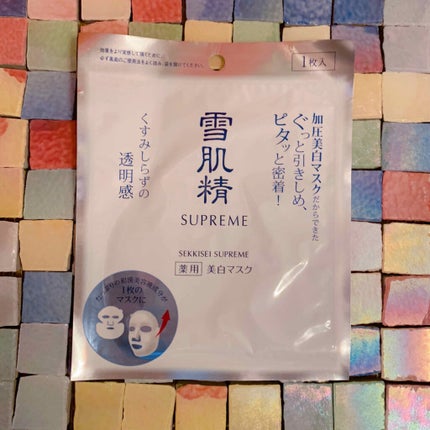 1枚入
加圧美白マスクだからできた
ぐっと引きしめ、
ピタッと密着!
雪肌精
SUPREME
SEKKISEI SUPREME
薬用 美白マスク
くすみしらずの
透明感
1枚の
マスクに